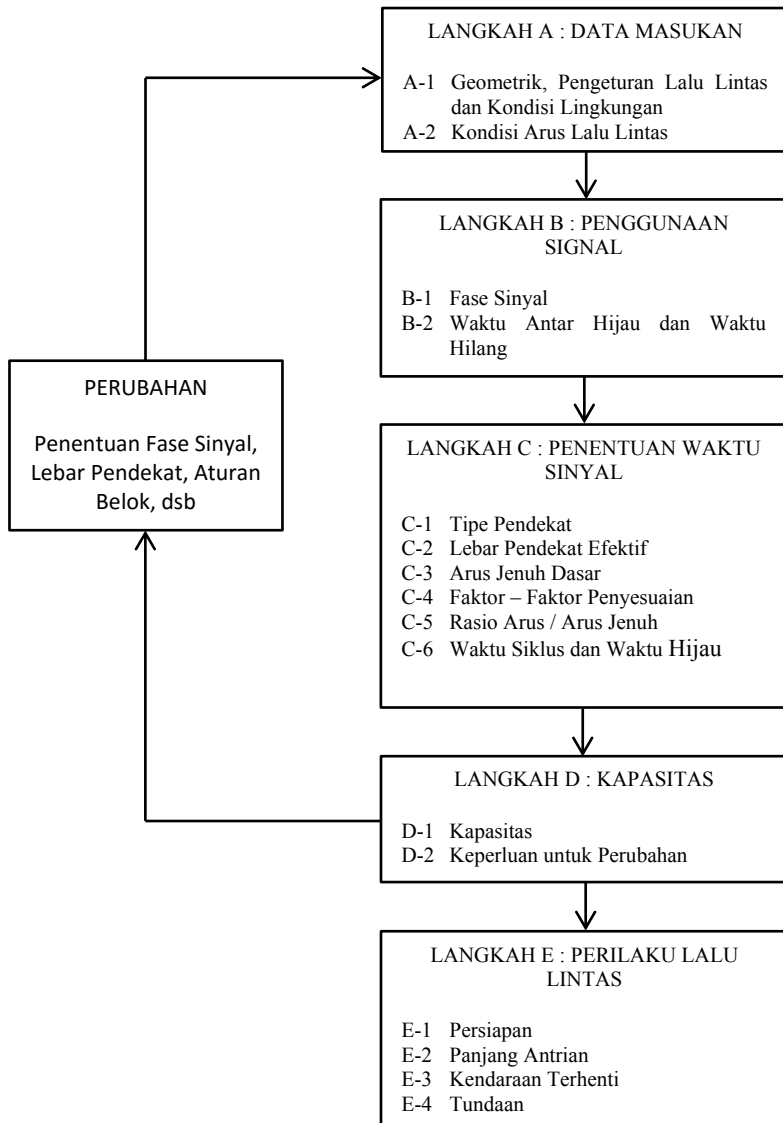 LANGKAH A : DATA MASUKAN
A-1 Geometrik, Pengeturan Lalu Lintas
dan Kondisi Lingkungan
A-2 Kondisi Arus Lalu Lintas
LANGKAH B : PENGGUNAAN
SIGNAL
B-1 Fase Sinyal
B-2 Waktu Antar Hijau dan Waktu
Hilang
PERUBAHAN
Penentuan Fase Sinyal,
Lebar Pendekat, Aturan
Belok, dsb
LANGKAH C : PENENTUAN WAKTU
SINYAL
C-1 Tipe Pendekat
C-2 Lebar Pendekat Efektif
C-3 Arus Jenuh Dasar
C-4 Faktor – Faktor Penyesuaian
C-5 Rasio Arus / Arus Jenuh
C-6 Waktu Siklus dan Waktu Hijau
LANGKAH D : KAPASITAS
D-1 Kapasitas
D-2 Keperluan untuk Perubahan
LANGKAH E : PERILAKU LALU
LINTAS
E-1 Persiapan
E-2 Panjang Antrian
E-3 Kendaraan Terhenti
E-4 Tundaan